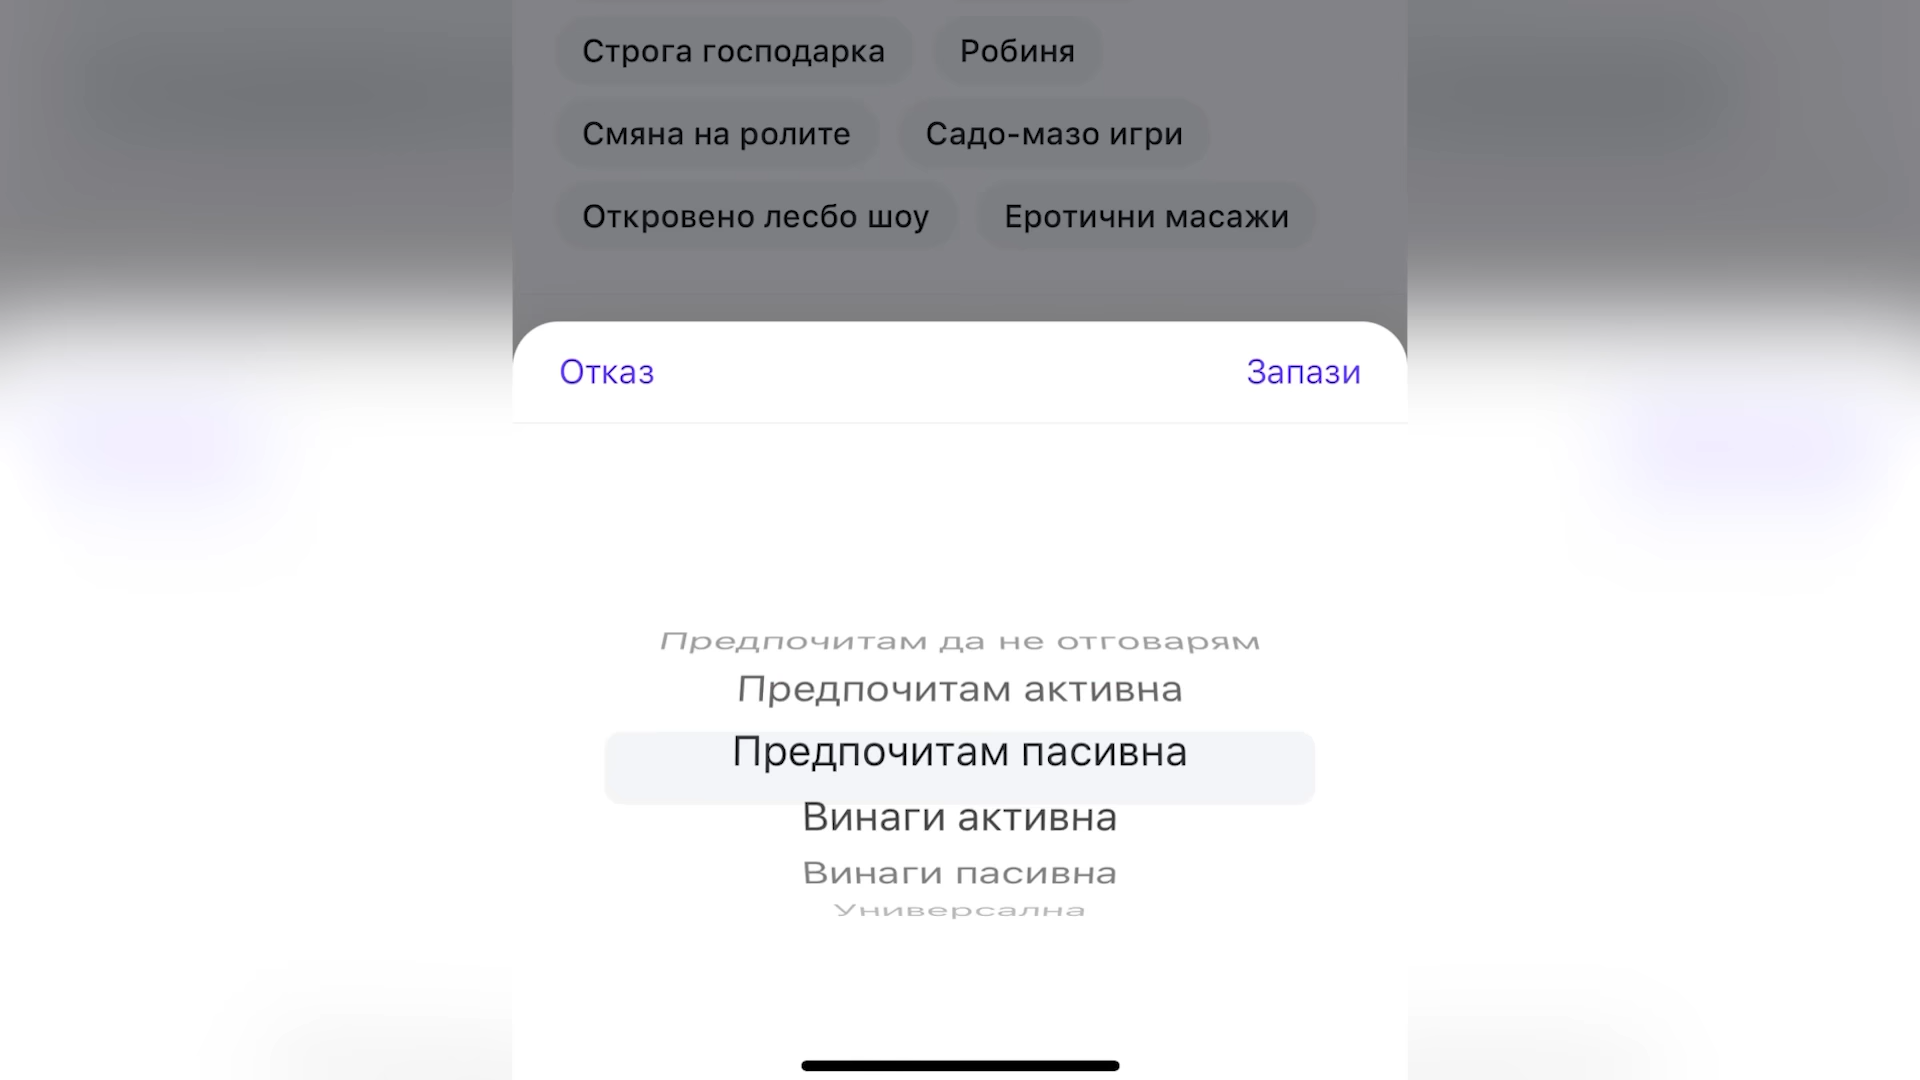 Строга господарка Робиня
Смяна на ролите Садо-мазо игри
Откровено лесбо шоу Еротични масажи
Отказ Запази
Предпочитам да не отговарям
Предпочитам активна
Предпочитам пасивна
Винаги активна
Винаги пасивна
Универсална